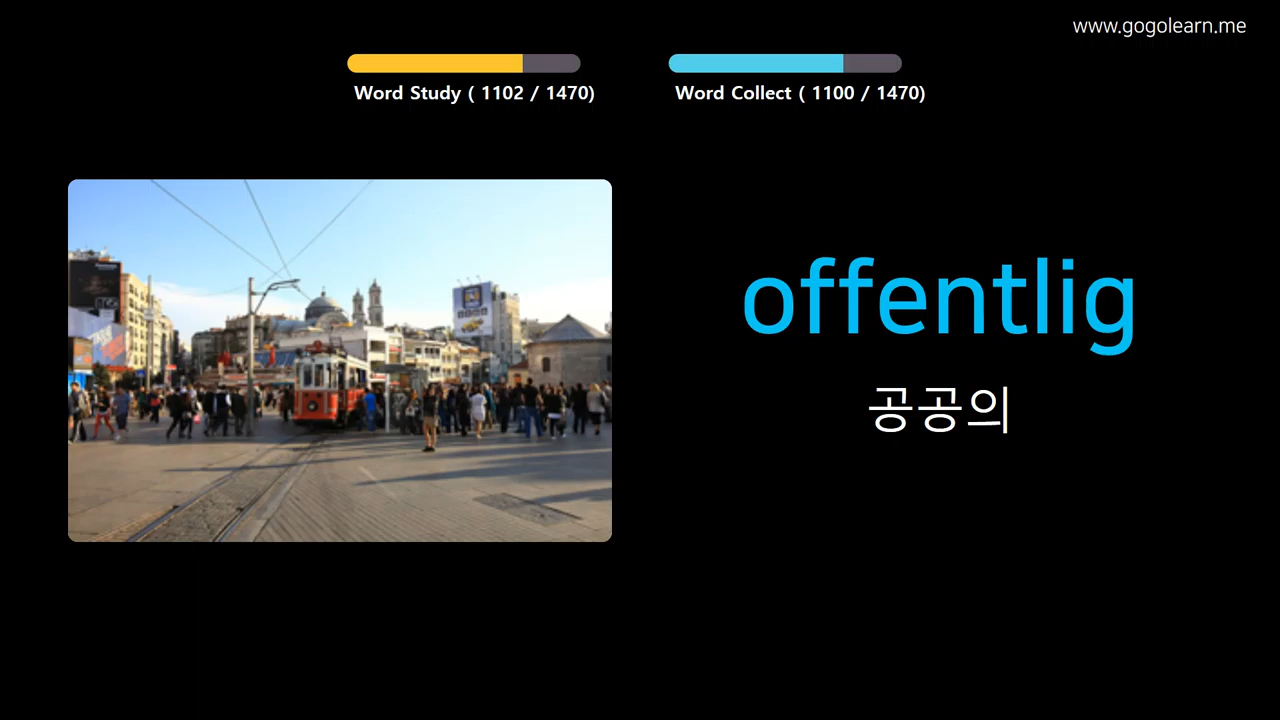 www.gogolearn.me
Word Study ( 1102 / 1470)
Word Collect ( 1100 / 1470)
offentlig
공공의